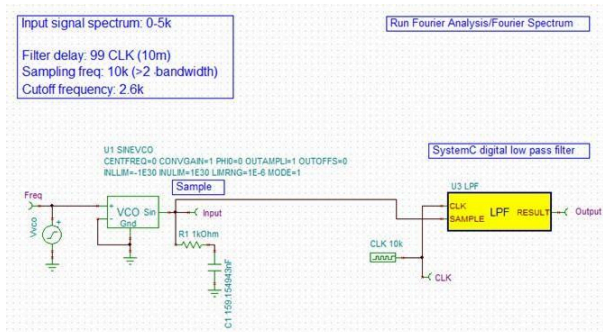 Input signal spectrum: 0-5k
Filter delay: 99 CLK (10m)
Sampling freq: 10k (>2 bandwidth)
Cutoff frequency: 2.6k
Run Fourier Analysis/Fourier Spectrum
SystemC digital low pass filter
U1 SINEVCO
CENTFREQ=0 CONVGAIN=1 PHI0=0 OUTAMPLI=1 OUTOFFS=0
INLLIM=-1E30 INULIM=1E30 LIMRNG=1E-6 MODE=1
Sample
U3 LPF
Freq
+
-
VCO Sin
Gnd
Input
Vvco
+
CLK
SAMPLE
LPF
RESULT
Output
R1 1kOhm
CLK 10k
CLK
C1 159.154943nF